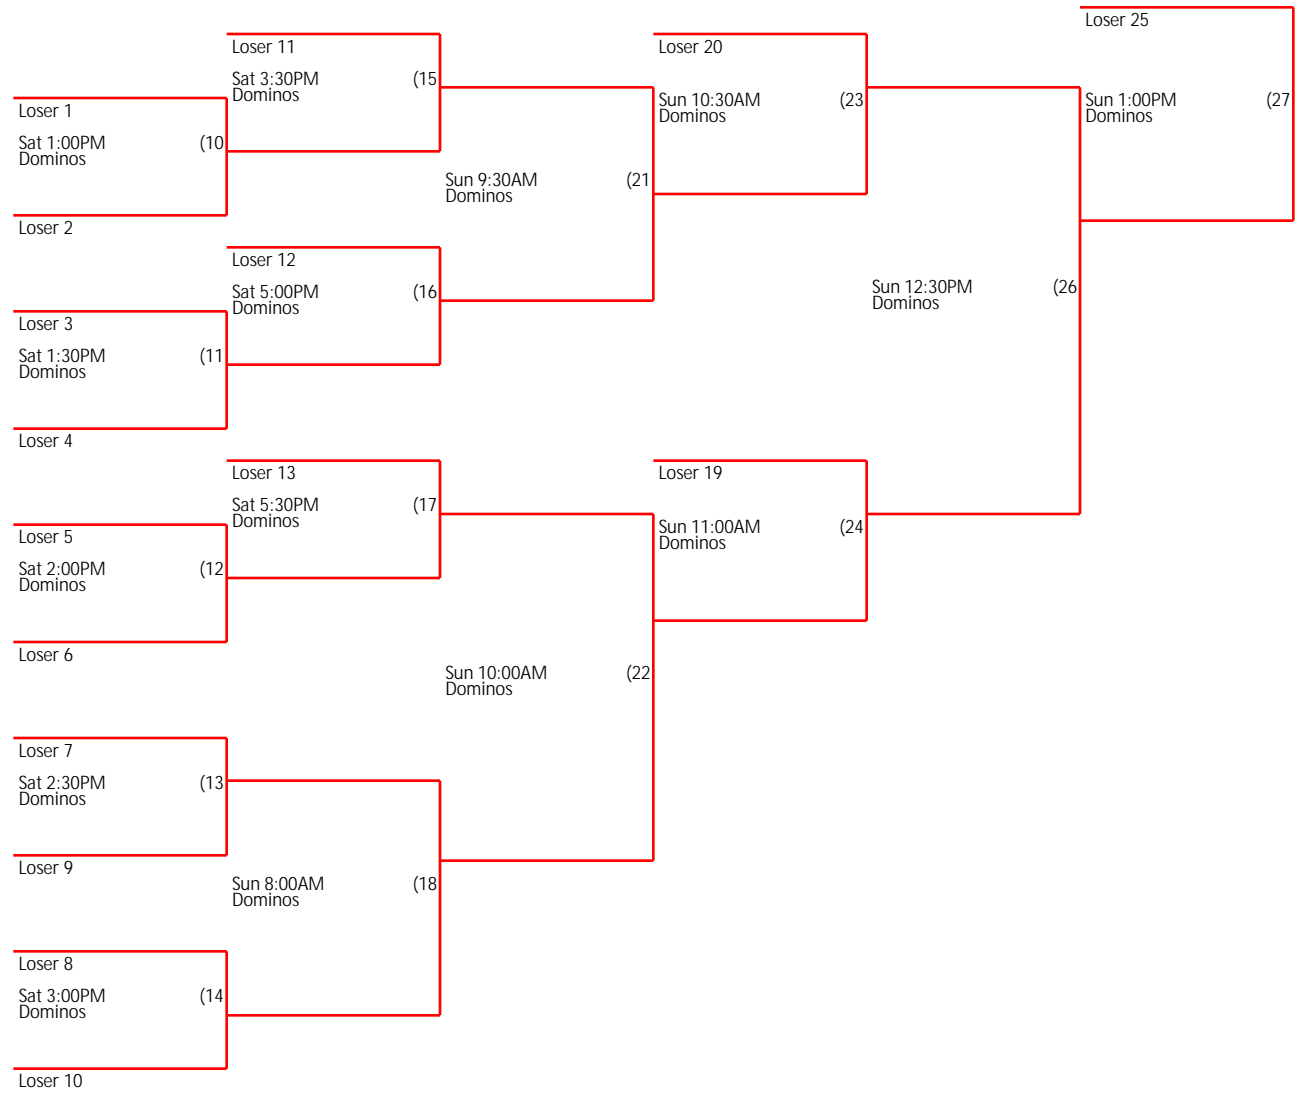 Loser 25
Loser 11
Loser 20
Sat 3:30PM (15
Dominos
Sun 10:30AM (23
Dominos
Sun 1:00PM (27
Dominos
Loser 1
Sat 1:00PM (10
Dominos
Sun 9:30AM (21
Dominos
Loser 2
Loser 12
Sat 5:00PM (16
Dominos
Sun 12:30PM (26
Dominos
Loser 3
Sat 1:30PM (11
Dominos
Loser 4
Loser 13
Loser 19
Sat 5:30PM (17
Dominos
Sun 11:00AM (24
Dominos
Loser 5
Sat 2:00PM (12
Dominos
Loser 6
Sun 10:00AM (22
Dominos
Loser 7
Sat 2:30PM (13
Dominos
Loser 9
Sun 8:00AM (18
Dominos
Loser 8
Sat 3:00PM (14
Dominos
Loser 10